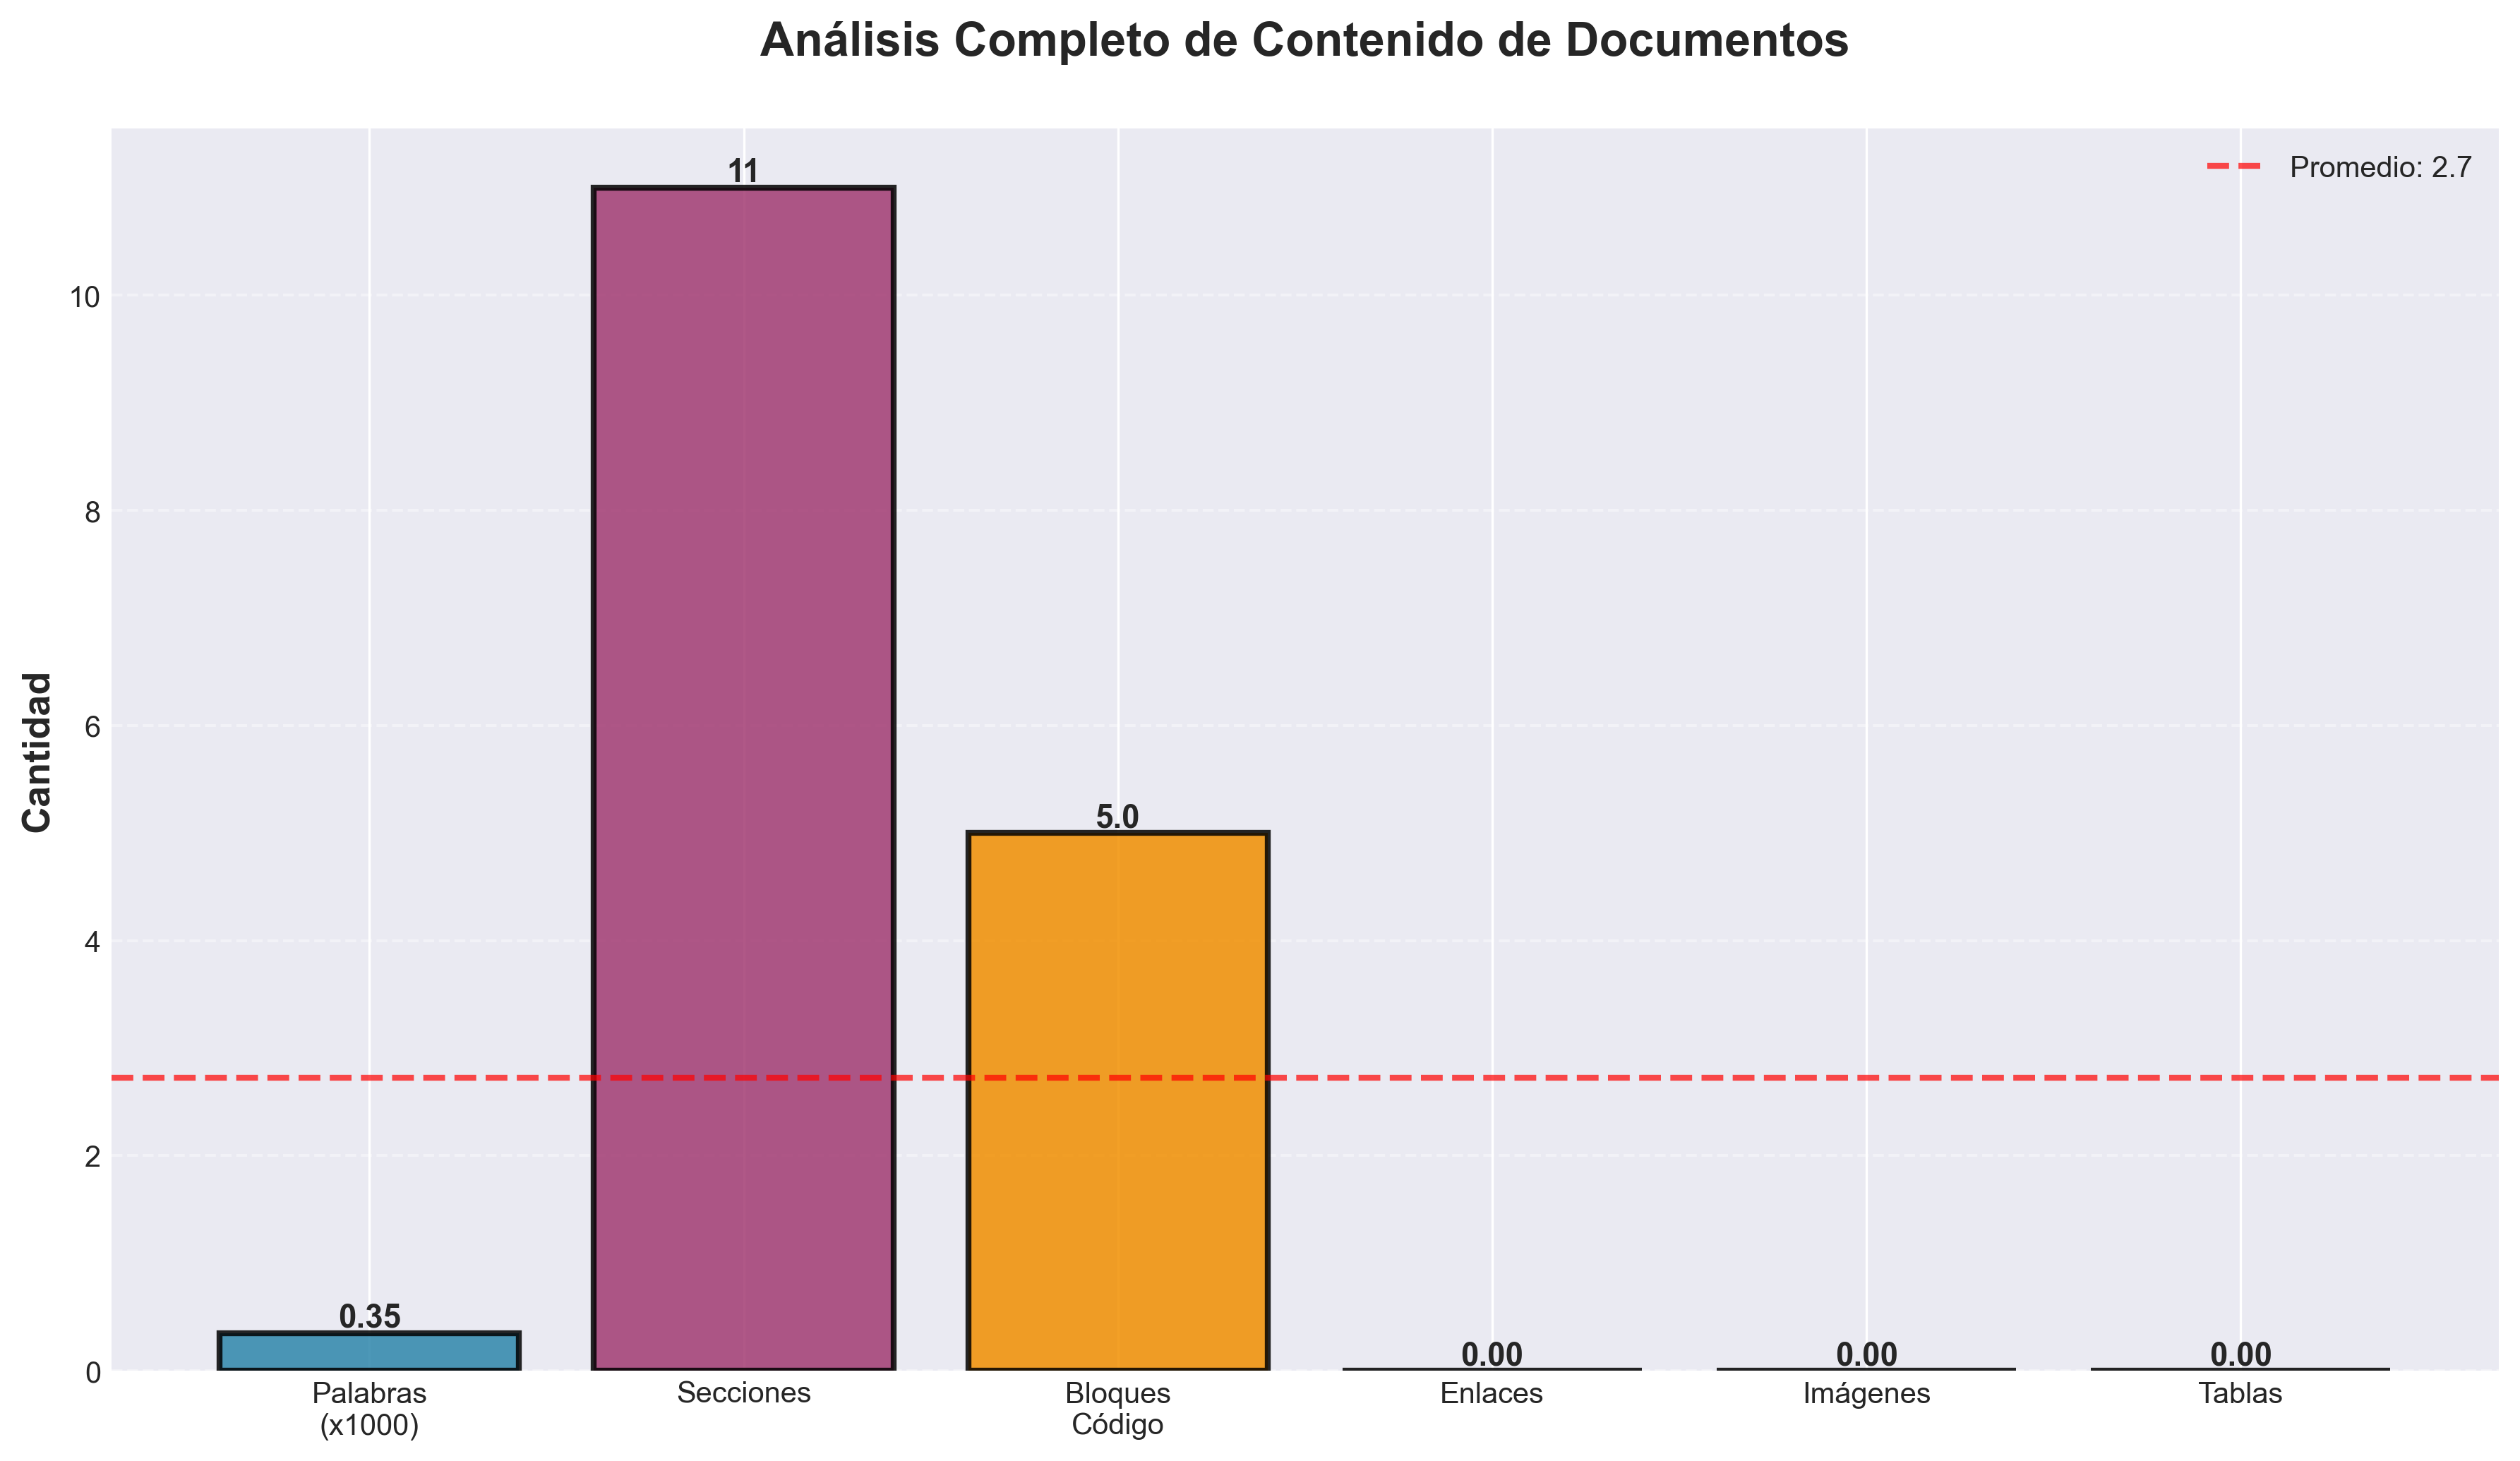 Análisis Completo de Contenido de Documentos
Promedio: 2.7
Cantidad
10
8
6
4
2
0
0.35
11
5.0
0.00
0.00
0.00
Palabras
(x1000)
Secciones
Bloques
Código
Enlaces
Imágenes
Tablas